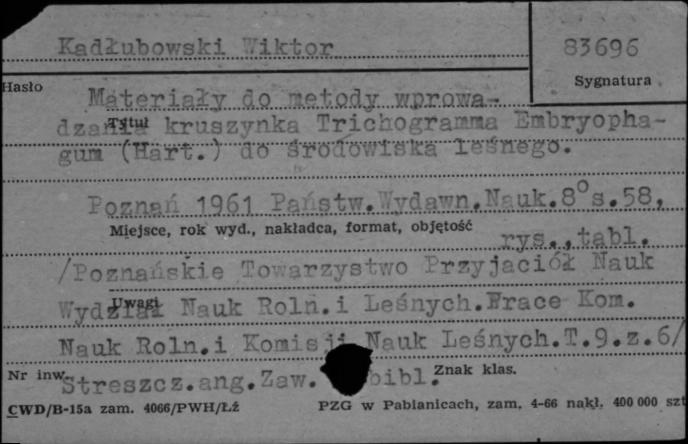 Kadłubowski Wiktor
83696
Hasło
Sygnatura
Materiały do metody wprowa-
Tytuł
dzania kruszynka Trichogramma Embryopha-
gum (Hart.) do środowiska leśnego.
Poznań 1961 Państw.Wydawn.Nauk.8°s.58,
Miejsce, rok wyd., nakładca, format, objętość
rys.,tabl.
/Poznańskie Towarzystwo Przyjaciół Nauk
Uwagi
Wydział Nauk Roln.i Leśnych.Prace Kom.
Nauk Roln.i Komisji Nauk Leśnych.T.9.z.6/
Nr inw.
Streszcz.ang.Zaw. bibl.
Znak klas.
CWD/B-15a zam. 4066/PWH/Łź
PZG w Pabianicach, zam. 4-66 nakł. 400 000 szt